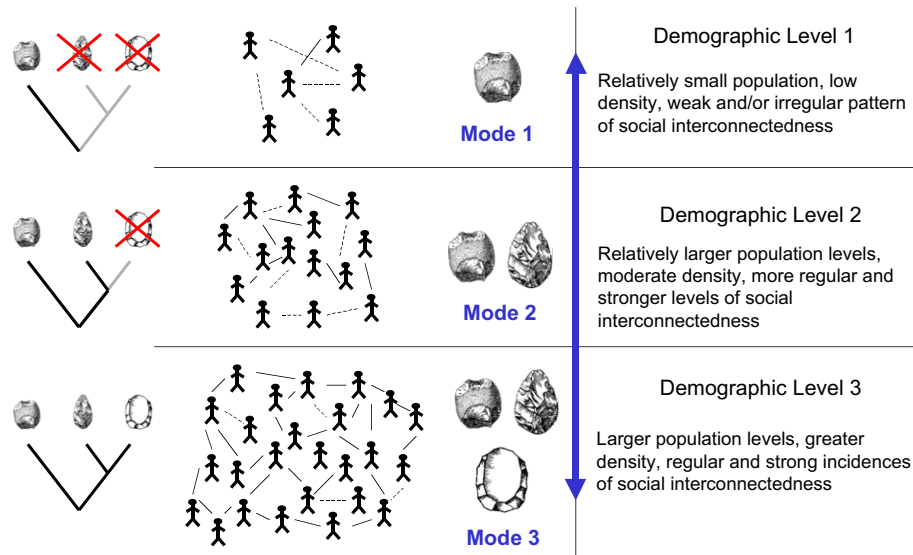 Demographic Level 1
Relatively small population, low
density, weak and/or irregular pattern
of social interconnectedness
Mode 1
Demographic Level 2
Relatively larger population levels,
moderate density, more regular and
stronger levels of social
interconnectedness
Mode 2
Demographic Level 3
Larger population levels, greater
density, regular and strong incidences
of social interconnectedness
Mode 3